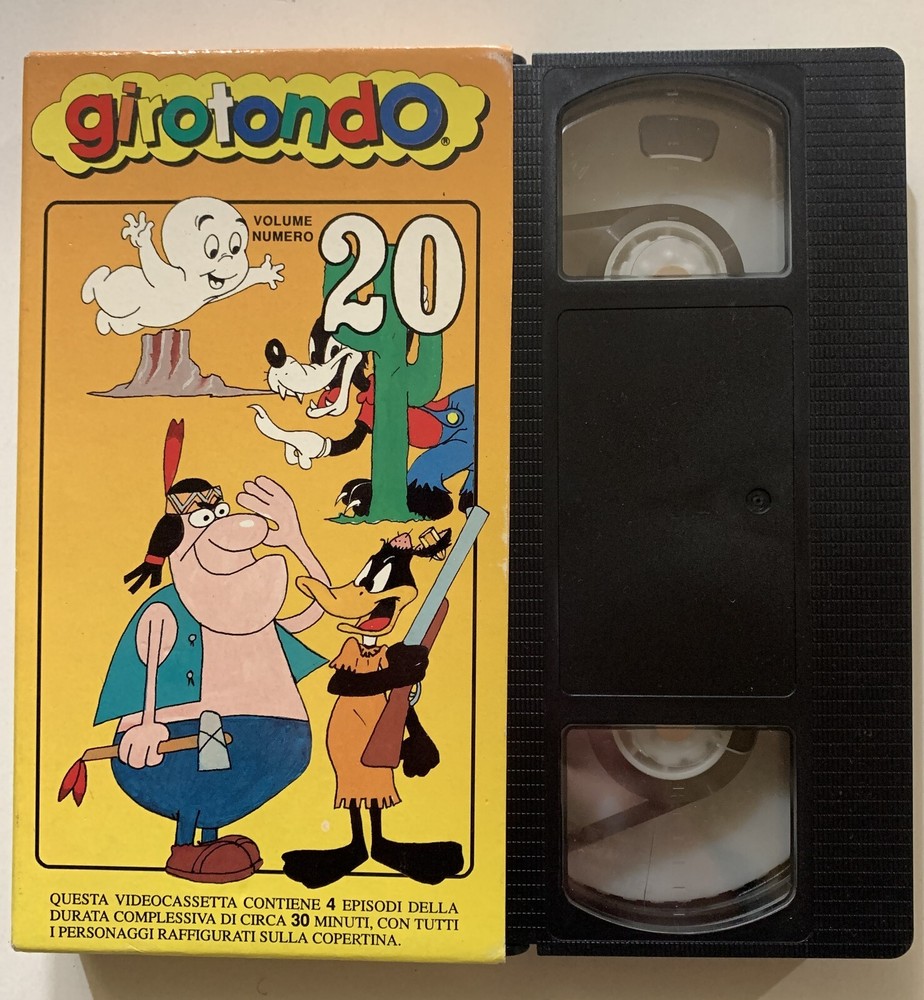 girotondo®
VOLUME
NUMERO
20
QUESTA VIDEOCASSETTA CONTIENE 4 EPISODI DELLA
DURATA COMPLESSIVA DI CIRCA 30 MINUTI, CON TUTTI
I PERSONAGGI RAFFIGURATI SULLA COPERTINA.